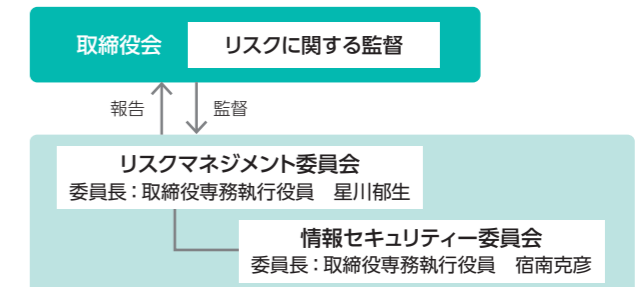 取締役会 リスクに関する監督
報告 監督
リスクマネジメント委員会
委員長：取締役専務執行役員　星川郁生
情報セキュリティー委員会
委員長：取締役専務執行役員　宿南克彦